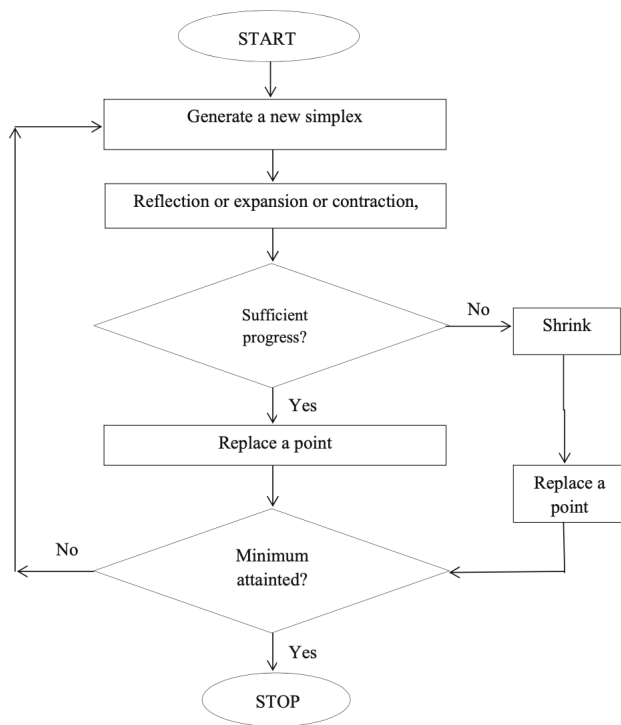 START
Generate a new simplex
Reflection or expansion or contraction,
Sufficient
progress?
No
Shrink
Yes
Replace a point
Replace a
point
No
Minimum
attainted?
Yes
STOP